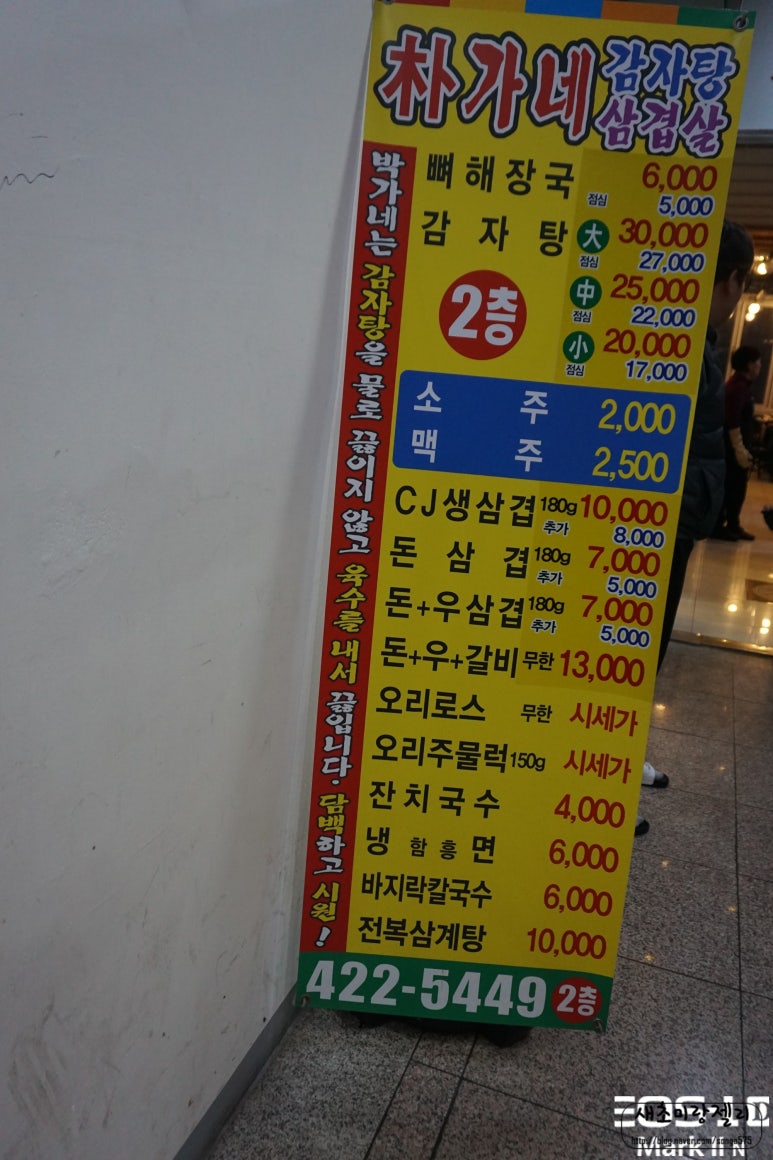 朴가네 감자탕
삼겹살
박가네는 감자탕을 물로 끓이지 않고 육수를 내서 끓입니다. 담백하고 시원!
뼈해장국 6,000
점심 5,000
감자탕 大 30,000
점심 27,000
中 25,000
점심 22,000
小 20,000
점심 17,000
2층
소주 2,000
맥주 2,500
CJ생삼겹 180g 10,000
추가 8,000
돈삼겹 180g 7,000
추가 5,000
돈+우삼겹 180g 7,000
추가 5,000
돈+우+갈비 무한 13,000
오리로스 무한 시세가
오리주물럭 150g 시세가
잔치국수 4,000
냉함흥면 6,000
바지락칼국수 6,000
전복삼계탕 10,000
422-5449 2층
새초미랑젤리
Mark II N